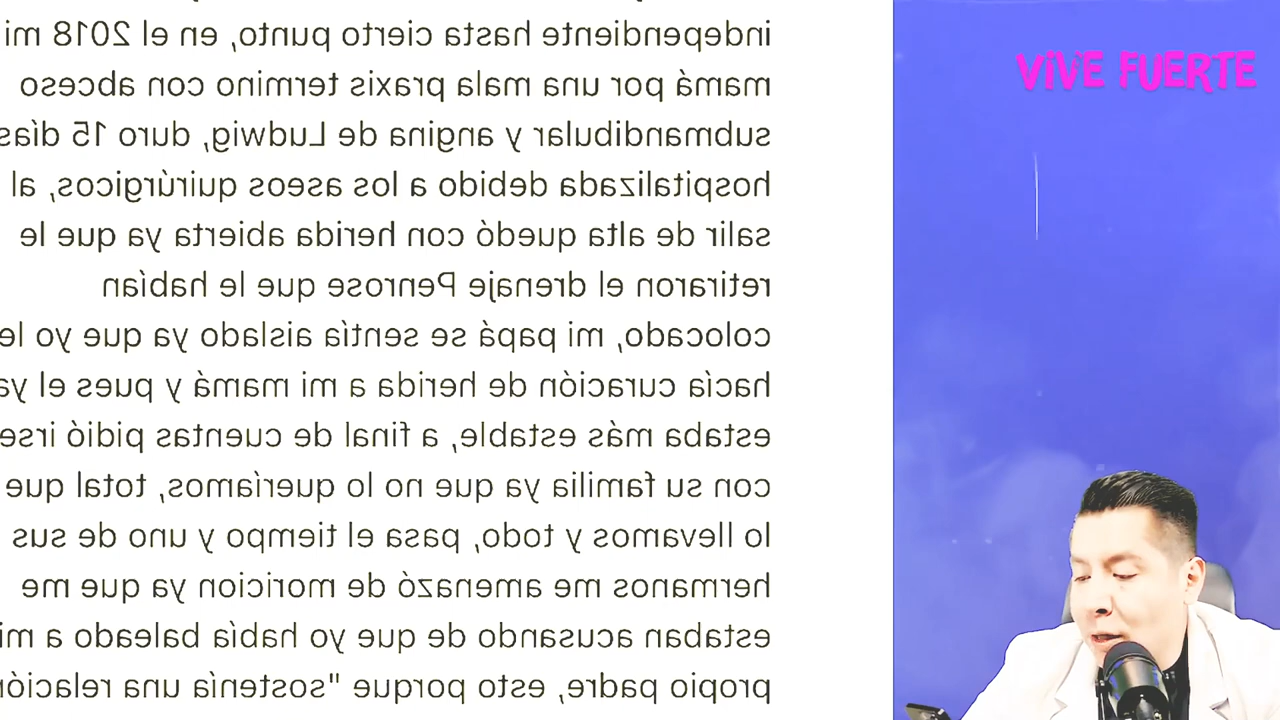 independiente hasta cierto punto, en el 2018 mi
mamá por una mala praxis termino con abceso
submandibular y angina de Ludwig, duro 15 días
hospitalizada debido a los aseos quirúrgicos, al
salir de alta quedó con herida abierta ya que le
retiraron el drenaje Penrose que le habían
colocado, mi papá se sentía aislado ya que yo le
hacía curación de herida a mi mamá y pues el ya
estaba más estable, a final de cuentas pidió irse
con su familia ya que no lo queríamos, total que
lo llevamos y todo, pasa el tiempo y uno de sus
hermanos me amenazó de moricion ya que me
estaban acusando de que yo había baleado a mi
propio padre, esto porque "sostenía una relación
VIVE FUERTE